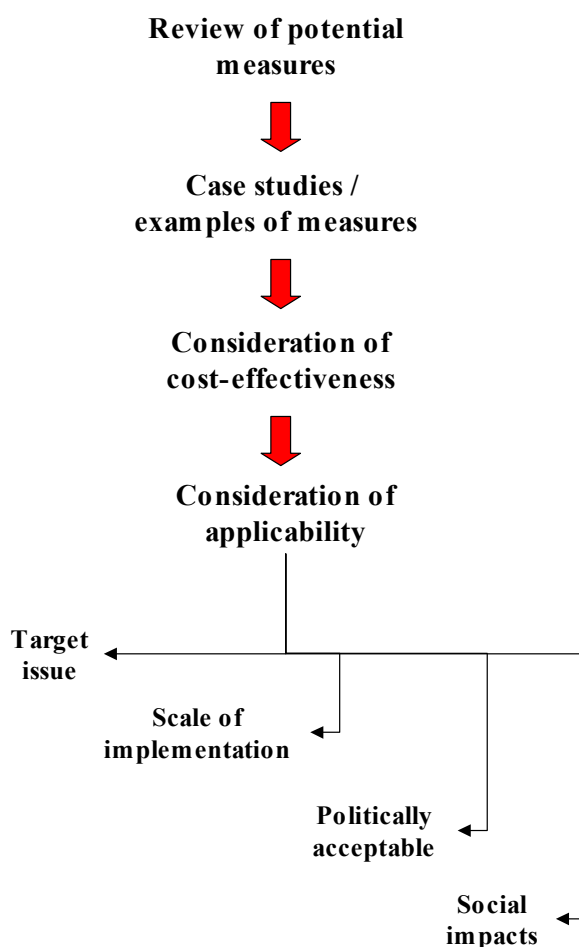 Review of potential
measures
Case studies /
examples of measures
Consideration of
cost-effectiveness
Consideration of
applicability
Target
issue
Scale of
implementation
Politically
acceptable
Social
impacts